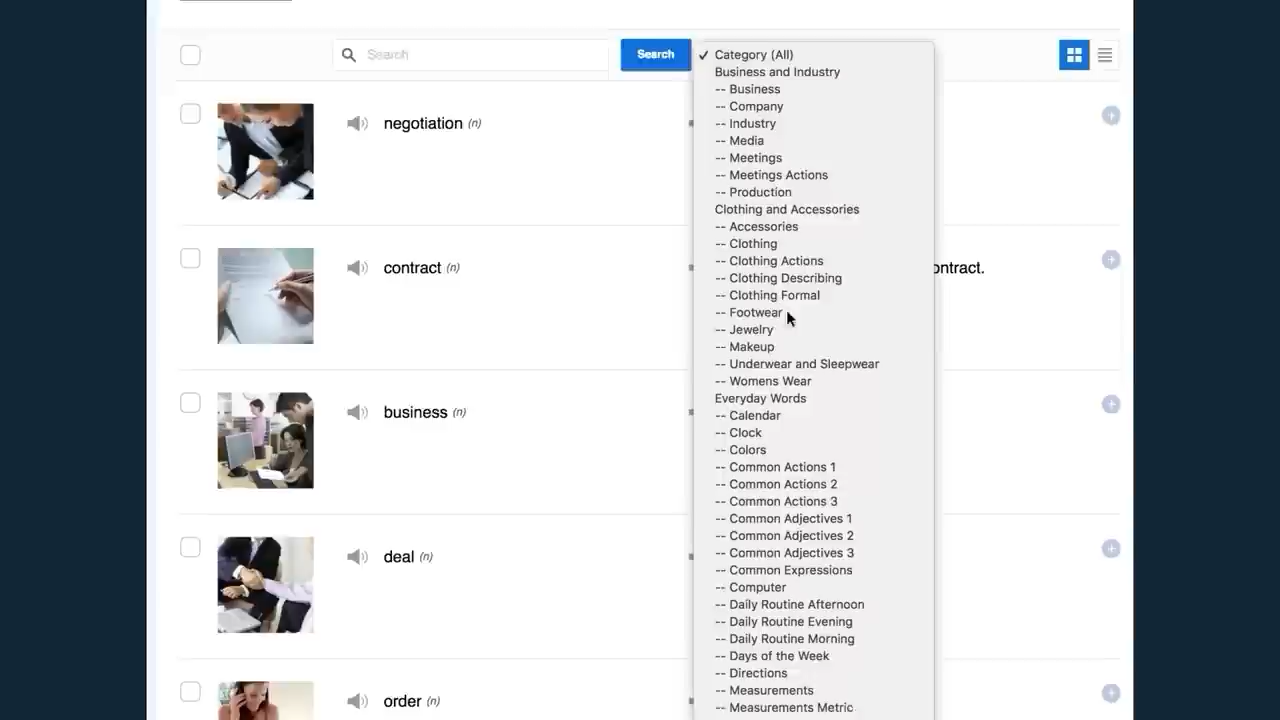 Search
Search
✓ Category (All)
Business and Industry
-- Business
-- Company
-- Industry
-- Media
-- Meetings
-- Meetings Actions
-- Production
Clothing and Accessories
-- Accessories
-- Clothing
-- Clothing Actions
-- Clothing Describing
-- Clothing Formal
-- Footwear
-- Jewelry
-- Makeup
-- Underwear and Sleepwear
-- Womens Wear
Everyday Words
-- Calendar
-- Clock
-- Colors
-- Common Actions 1
-- Common Actions 2
-- Common Actions 3
-- Common Adjectives 1
-- Common Adjectives 2
-- Common Adjectives 3
-- Common Expressions
-- Computer
-- Daily Routine Afternoon
-- Daily Routine Evening
-- Daily Routine Morning
-- Days of the Week
-- Directions
-- Measurements
-- Measurements Metric
negotiation (n)
contract (n)
ontract.
business (n)
deal (n)
order (n)